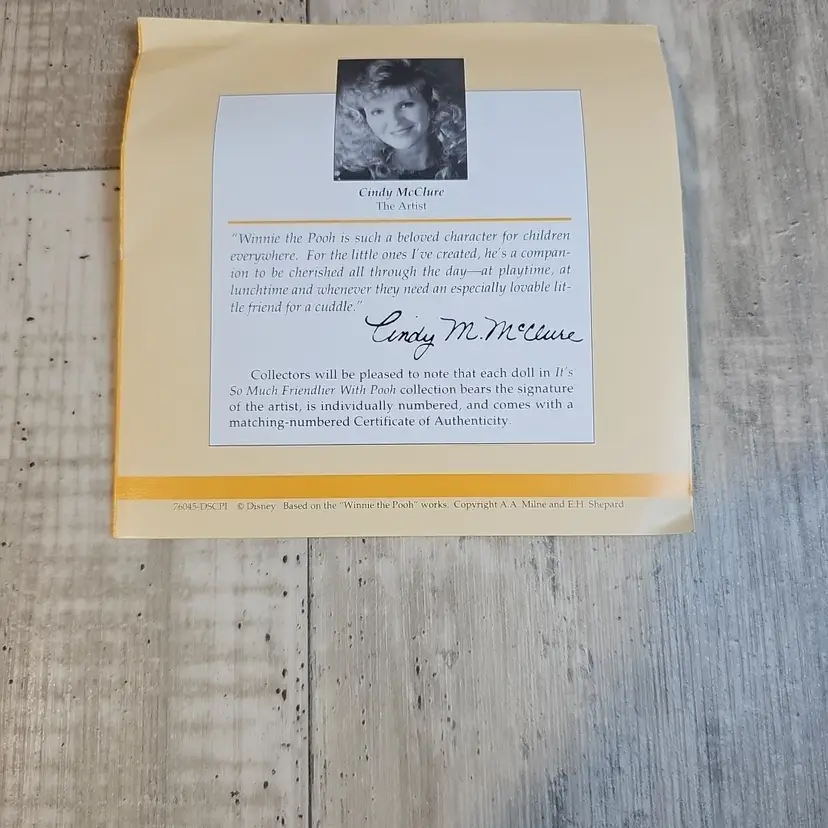 Cindy McClure
The Artist
"Winnie the Pooh is such a beloved character for children
everywhere. For the little ones I've created, he's a compan-
ion to be cherished all through the day—at playtime, at
lunchtime and whenever they need an especially lovable lit-
tle friend for a cuddle."
Cindy M. McClure
Collectors will be pleased to note that each doll in It's
So Much Friendlier With Pooh collection bears the signature
of the artist, is individually numbered, and comes with a
matching-numbered Certificate of Authenticity.
76045-DSCPI © Disney Based on the "Winnie the Pooh" works. Copyright A.A. Milne and E.H. Shepard